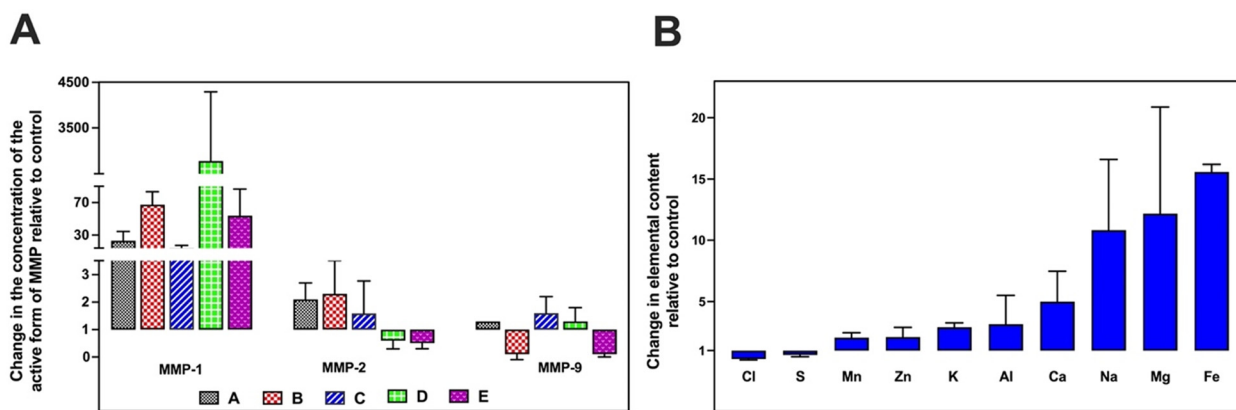 A
B
Change in the concentration of the
active form of MMP relative to control
4500
3500
70
30
3
2
1
0
MMP-1 MMP-2 MMP-9
A B C D E
Change in elemental content
relative to control
20
15
10
5
1
Cl S Mn Zn K Al Ca Na Mg Fe